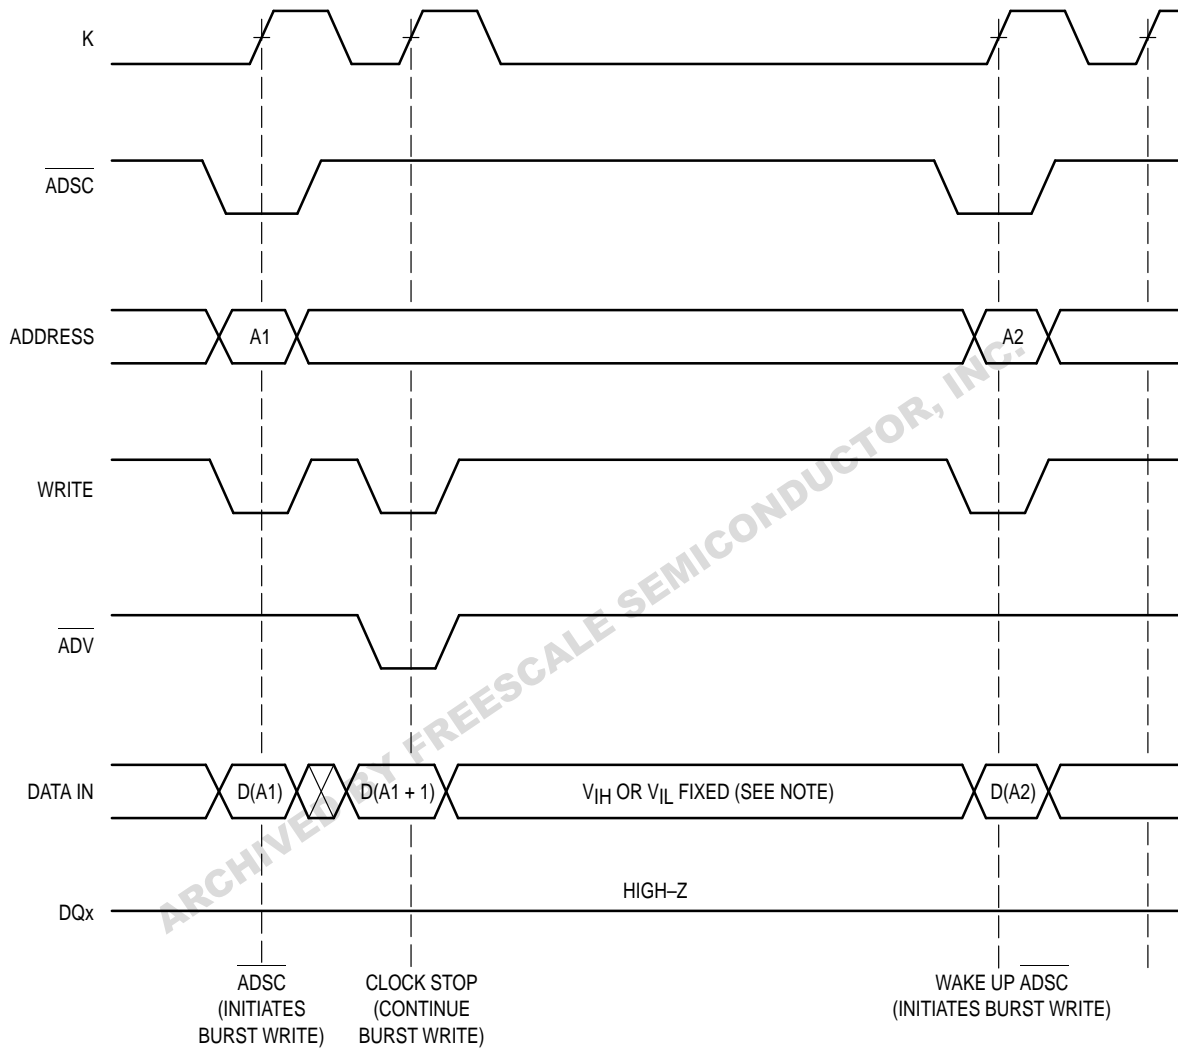 K
ADSC
ADDRESS A1 A2
WRITE
ADV
DATA IN D(A1) D(A1 + 1) VIH OR VIL FIXED (SEE NOTE) D(A2)
DQx HIGH–Z
ADSC
(INITIATES
BURST WRITE)
CLOCK STOP
(CONTINUE
BURST WRITE)
WAKE UP ADSC
(INITIATES BURST WRITE)
ARCHIVED BY FREESCALE SEMICONDUCTOR, INC.